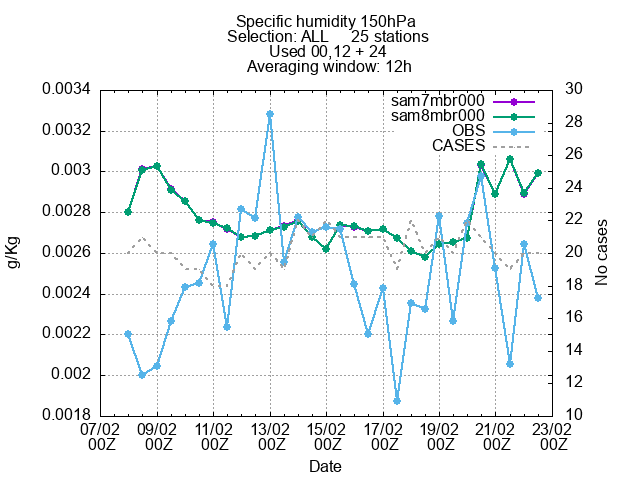 Specific humidity 150hPa
Selection: ALL 25 stations
Used 00,12 + 24
Averaging window: 12h
sam7mbr000
sam8mbr000
OBS
CASES
0.0034
0.0032
0.003
0.0028
0.0026
0.0024
0.0022
0.002
0.0018
g/Kg
30
28
26
24
22
20
18
16
14
12
10
No cases
07/02 09/02 11/02 13/02 15/02 17/02 19/02 21/02 23/02
00Z 00Z 00Z 00Z 00Z 00Z 00Z 00Z 00Z
Date